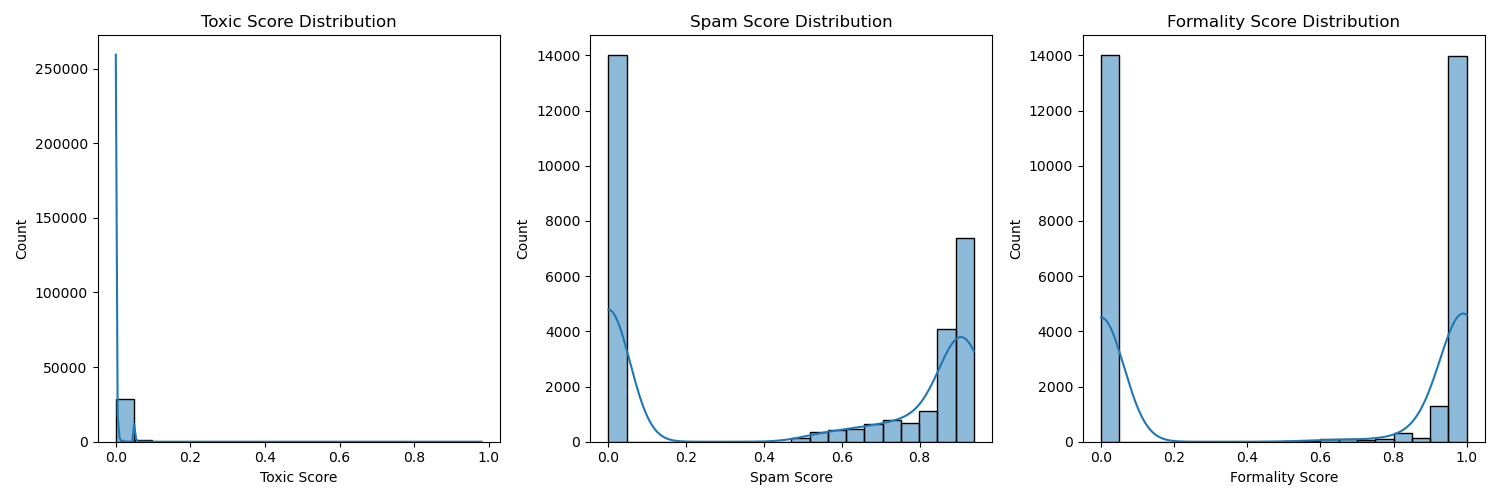 Toxic Score Distribution
Count
250000
200000
150000
100000
50000
0
0.0 0.2 0.4 0.6 0.8 1.0
Toxic Score
Spam Score Distribution
Count
14000
12000
10000
8000
6000
4000
2000
0
0.0 0.2 0.4 0.6 0.8
Spam Score
Formality Score Distribution
Count
14000
12000
10000
8000
6000
4000
2000
0
0.0 0.2 0.4 0.6 0.8 1.0
Formality Score